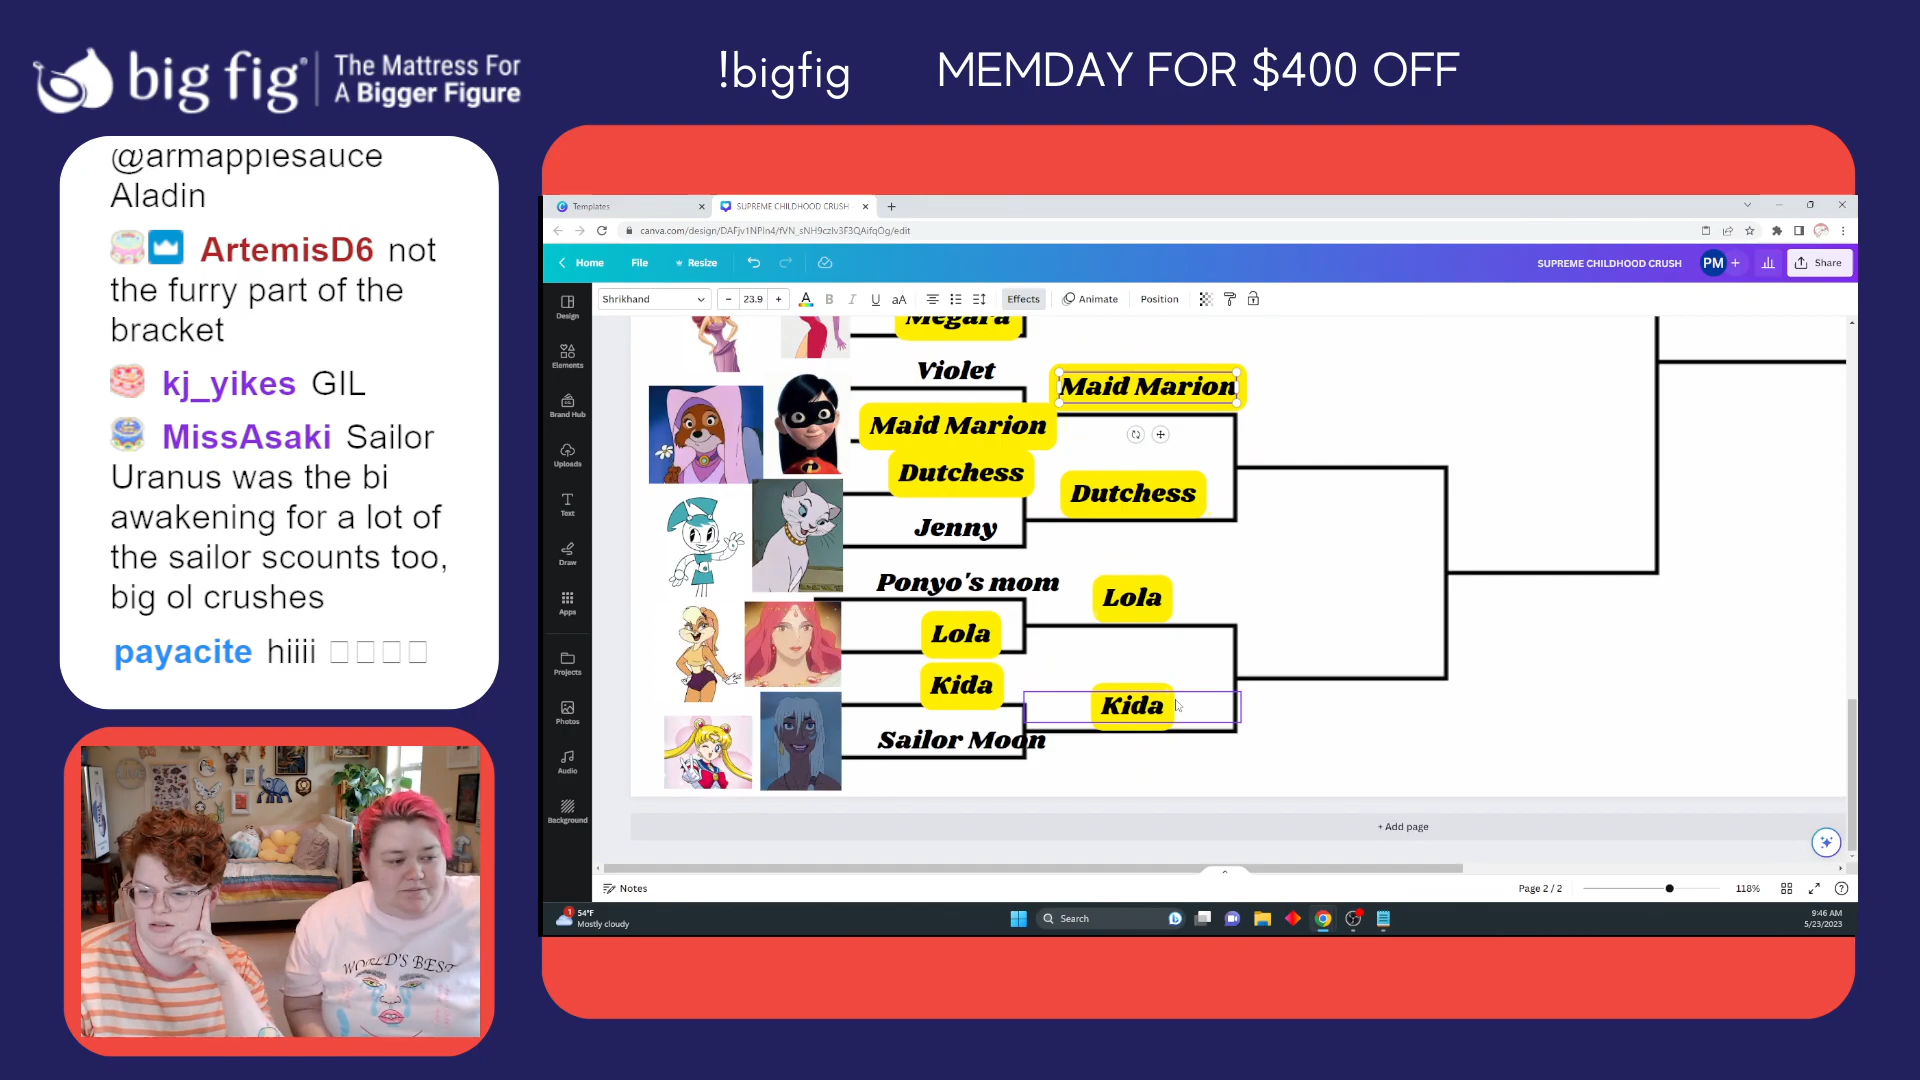 big fig
The Mattress For
A Bigger Figure
!bigfig
MEMDAY FOR $400 OFF
@armapplesauce
Aladin
ArtemisD6 not
the furry part of the
bracket
kj_yikes GIL
MissAsaki Sailor
Uranus was the bi
awakening for a lot of
the sailor scounts too,
big ol crushes
payacite hiiii
WORLD'S BEST
Templates
SUPREME CHILDHOOD CRUSH
canva.com/design/DAFjv1NPIn4/fVN_sNH9czlv3F3QAifqOg/edit
Home
File
Resize
SUPREME CHILDHOOD CRUSH
PM
Share
Shrikhand
23.9
A
B
I
U
aA
Effects
Animate
Position
Design
Elements
Brand Hub
Uploads
Text
Draw
Apps
Projects
Photos
Audio
Background
Megara
Violet
Maid Marion
Maid Marion
Dutchess
Dutchess
Jenny
Ponyo's mom
Lola
Lola
Kida
Kida
Sailor Moon
+ Add page
Notes
Page 2 / 2
118%
1
54°F
Mostly cloudy
Search
9:46 AM
5/23/2023